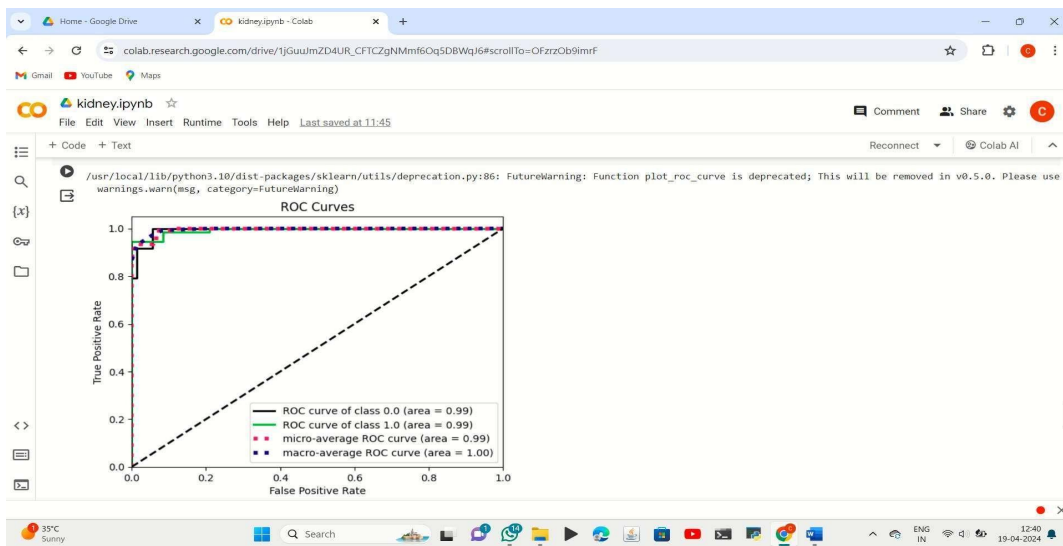 Home - Google Drive
kidney.ipynb - Colab
colab.research.google.com/drive/1jGuuJmZD4UR_CFTCZgNMmf6Oq5DBWqJ6#scrollTo=OFzrzOb9imrF
C
Gmail YouTube Maps
CO kidney.ipynb
Comment Share C
File Edit View Insert Runtime Tools Help Last saved at 11:45
+ Code + Text
Reconnect Colab AI
/usr/local/lib/python3.10/dist-packages/sklearn/utils/deprecation.py:86: FutureWarning: Function plot_roc_curve is deprecated; This will be removed in v0.5.0. Please use
warnings.warn(msg, category=FutureWarning)
{x}
ROC Curves
1.0
0.8
0.6
0.4
0.2
0.0
True Positive Rate
ROC curve of class 0.0 (area = 0.99)
ROC curve of class 1.0 (area = 0.99)
micro-average ROC curve (area = 0.99)
macro-average ROC curve (area = 1.00)
0.0 0.2 0.4 0.6 0.8 1.0
False Positive Rate
1
35°C
Sunny
Search
ENG
IN
12:40
19-04-2024